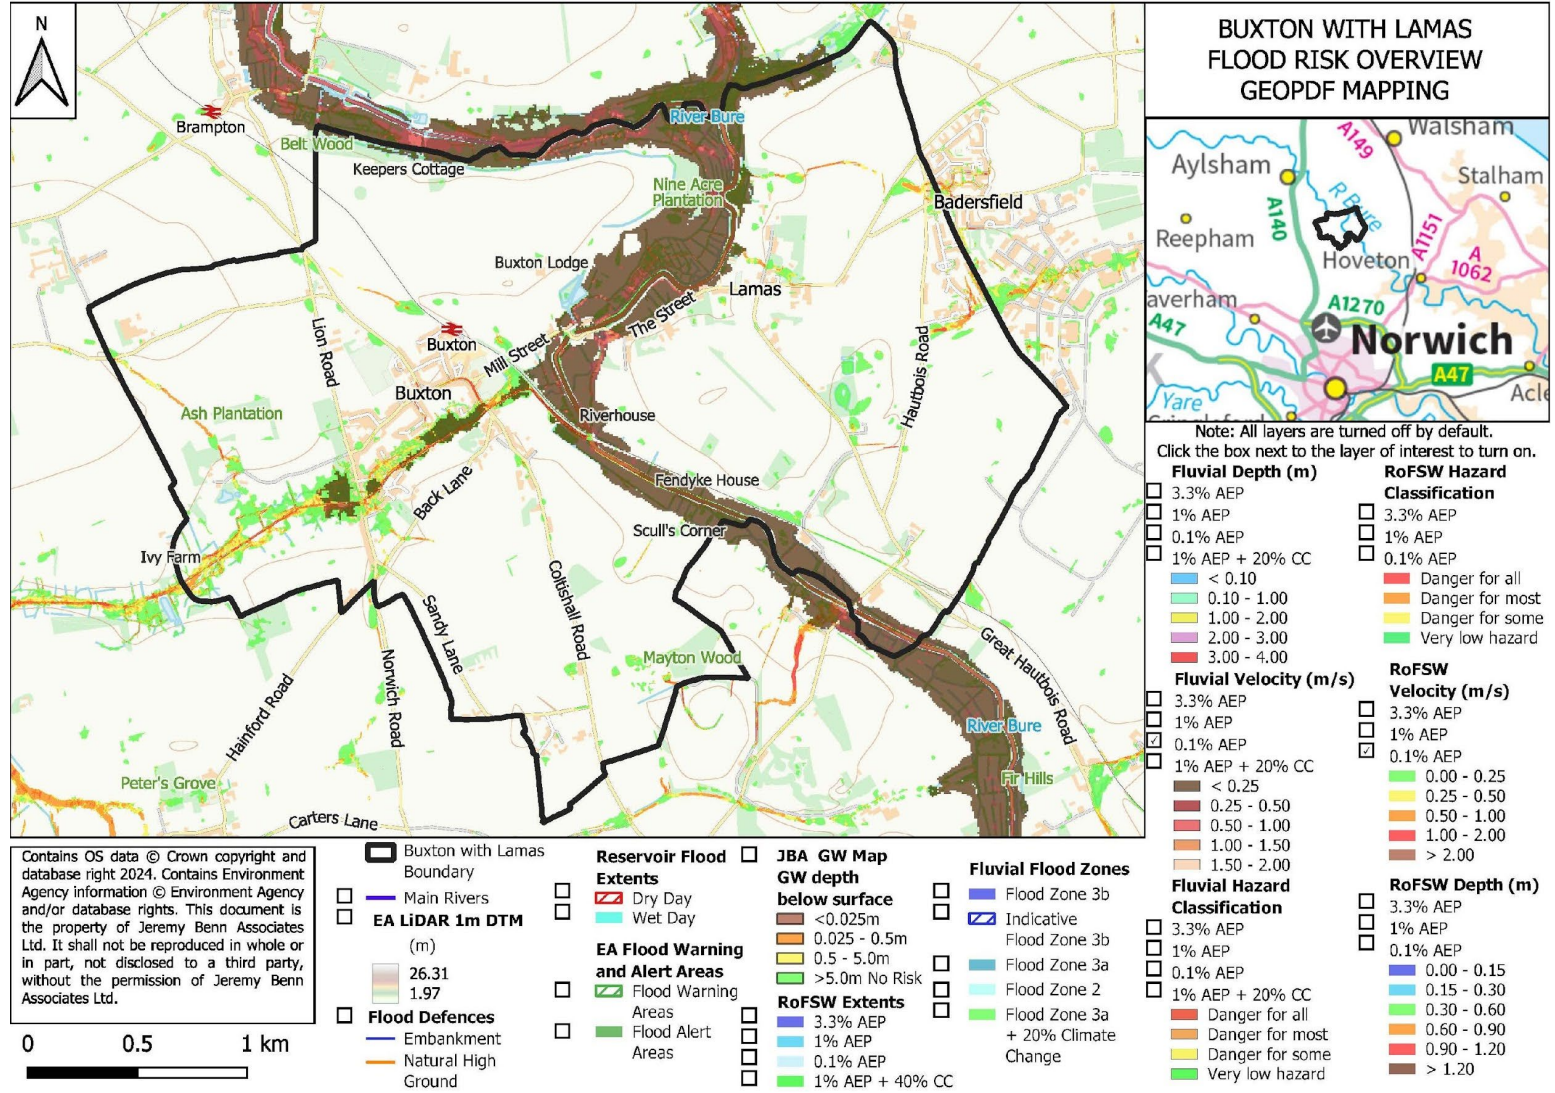 N
Brampton
Belt Wood
Keepers Cottage
River Bure
Nine Acre
Plantation
Badersfield
Buxton Lodge
Lamas
The Street
Mill Street
Buxton
Lion Road
Buxton
Hautbois Road
Ash Plantation
Riverhouse
Back Lane
Fendyke House
Scull's Corner
Ivy Farm
Coltishall Road
Sandy Lane
Great Hautbois Road
Mayton Wood
Norwich Road
Hainford Road
River Bure
Peter's Grove
Fir Hills
Carters Lane
BUXTON WITH LAMAS
FLOOD RISK OVERVIEW
GEOPDF MAPPING
Walsham
A149
Aylsham
Stalham
R Bure
A140
Reepham
A1151
Hoveton
A
1062
averham
A1270
A47
Norwich
A47
Acle
Yare
Note: All layers are turned off by default.
Click the box next to the layer of interest to turn on.
Fluvial Depth (m)
3.3% AEP
1% AEP
0.1% AEP
1% AEP + 20% CC
< 0.10
0.10 - 1.00
1.00 - 2.00
2.00 - 3.00
3.00 - 4.00
Fluvial Velocity (m/s)
3.3% AEP
1% AEP
0.1% AEP
1% AEP + 20% CC
< 0.25
0.25 - 0.50
0.50 - 1.00
1.00 - 1.50
1.50 - 2.00
Fluvial Hazard
Classification
3.3% AEP
1% AEP
0.1% AEP
1% AEP + 20% CC
Danger for all
Danger for most
Danger for some
Very low hazard
RoFSW Hazard
Classification
3.3% AEP
1% AEP
0.1% AEP
Danger for all
Danger for most
Danger for some
Very low hazard
RoFSW
Velocity (m/s)
3.3% AEP
1% AEP
0.1% AEP
0.00 - 0.25
0.25 - 0.50
0.50 - 1.00
1.00 - 2.00
> 2.00
RoFSW Depth (m)
3.3% AEP
1% AEP
0.1% AEP
0.00 - 0.15
0.15 - 0.30
0.30 - 0.60
0.60 - 0.90
0.90 - 1.20
> 1.20
Contains OS data © Crown copyright and
database right 2024. Contains Environment
Agency information © Environment Agency
and/or database rights. This document is
the property of Jeremy Benn Associates
Ltd. It shall not be reproduced in whole or
in part, not disclosed to a third party,
without the permission of Jeremy Benn
Associates Ltd.
0 0.5 1 km
Buxton with Lamas
Boundary
Main Rivers
EA LiDAR 1m DTM
(m)
26.31
1.97
Flood Defences
Embankment
Natural High
Ground
Reservoir Flood
Extents
Dry Day
Wet Day
EA Flood Warning
and Alert Areas
Flood Warning
Areas
Flood Alert
Areas
JBA GW Map
GW depth
below surface
<0.025m
0.025 - 0.5m
0.5 - 5.0m
>5.0m No Risk
RoFSW Extents
3.3% AEP
1% AEP
0.1% AEP
1% AEP + 40% CC
Fluvial Flood Zones
Flood Zone 3b
Indicative
Flood Zone 3b
Flood Zone 3a
Flood Zone 2
Flood Zone 3a
+ 20% Climate
Change